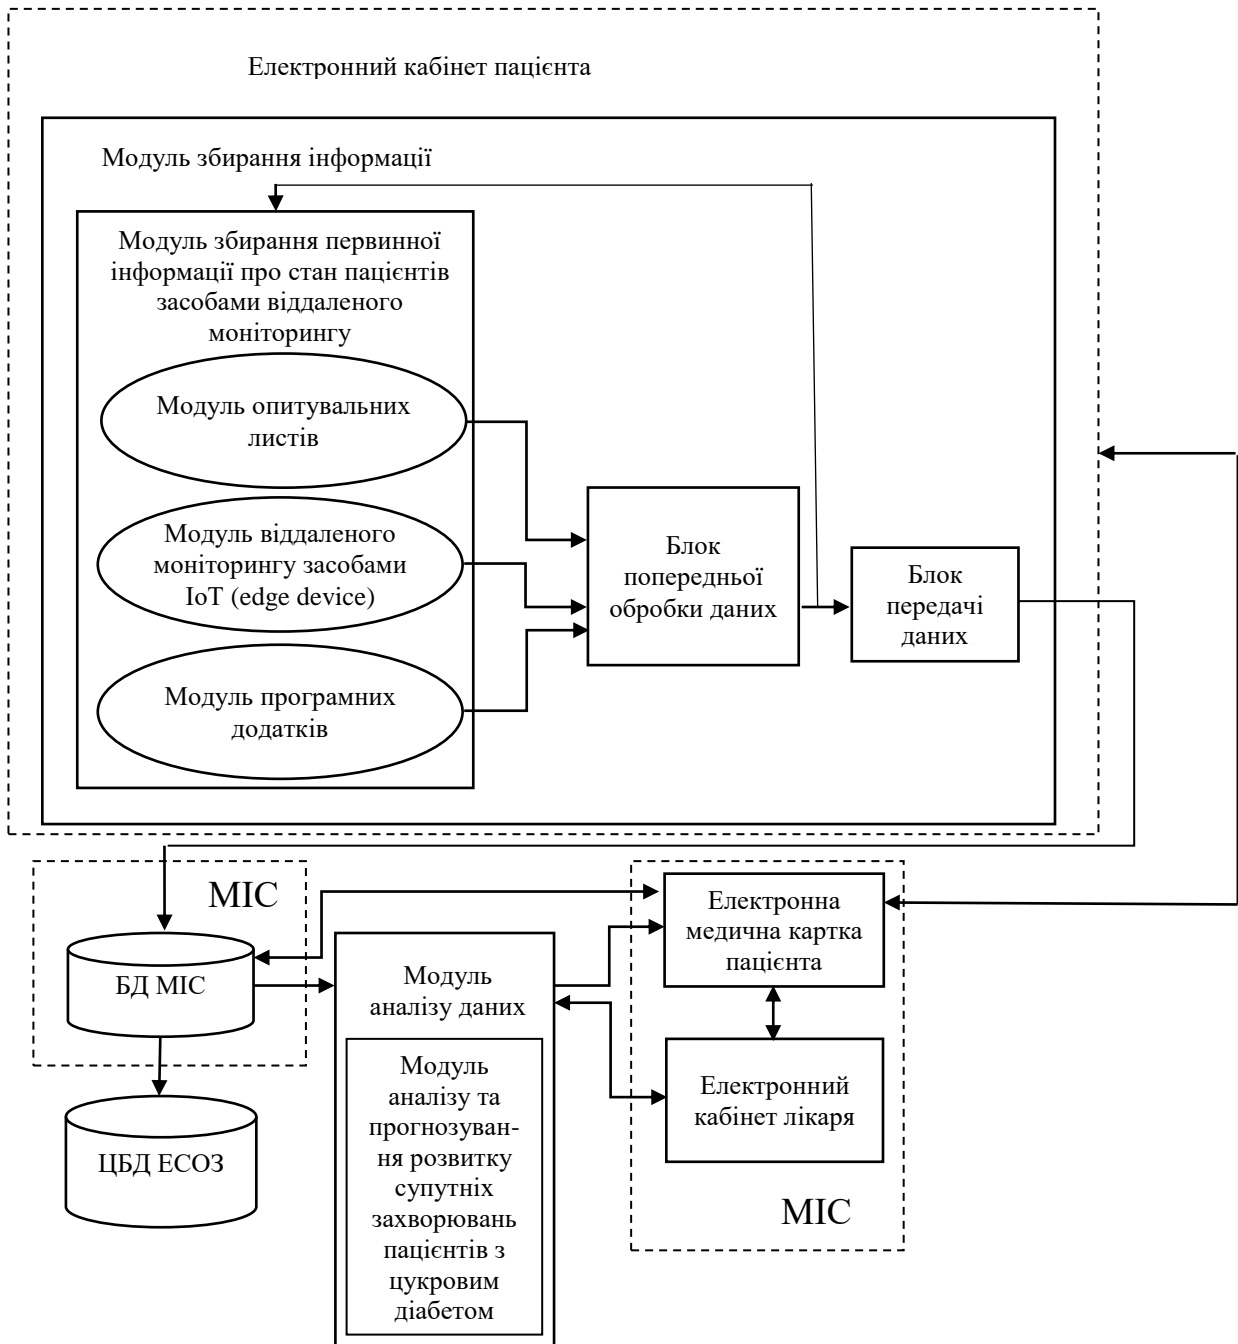 Електронний кабінет пацієнта
Модуль збирання інформації
Модуль збирання первинної
інформації про стан пацієнтів
засобами віддаленого
моніторингу
Модуль опитувальних
листів
Модуль віддаленого
моніторингу засобами
IoT (edge device)
Модуль програмних
додатків
Блок
попередньої
обробки даних
Блок
передачі
даних
МІС
БД МІС
ЦБД ЕСОЗ
Модуль
аналізу даних
Модуль
аналізу та
прогнозуван-
ня розвитку
супутніх
захворювань
пацієнтів з
цукровим
діабетом
Електронна
медична картка
пацієнта
Електронний
кабінет лікаря
МІС